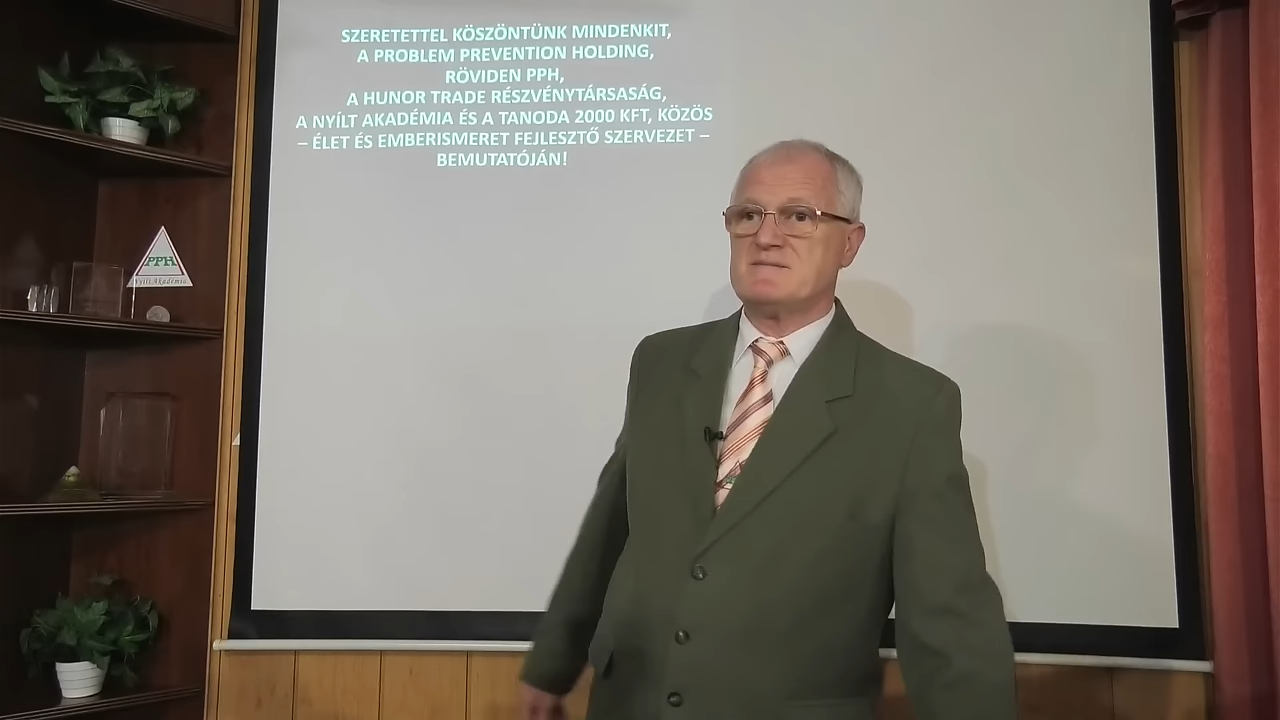 SZERETETTEL KÖSZÖNTÜNK MINDENKIT,
A PROBLEM PREVENTION HOLDING,
RÖVIDEN PPH,
A HUNOR TRADE RÉSZVÉNYTÁRSASÁG,
A NYÍLT AKADÉMIA ÉS A TANODA 2000 KFT, KÖZÖS
– ÉLET ÉS EMBERISMERET FEJLESZTŐ SZERVEZET –
BEMUTATÓJÁN!
PPH
Nyílt Akadémia